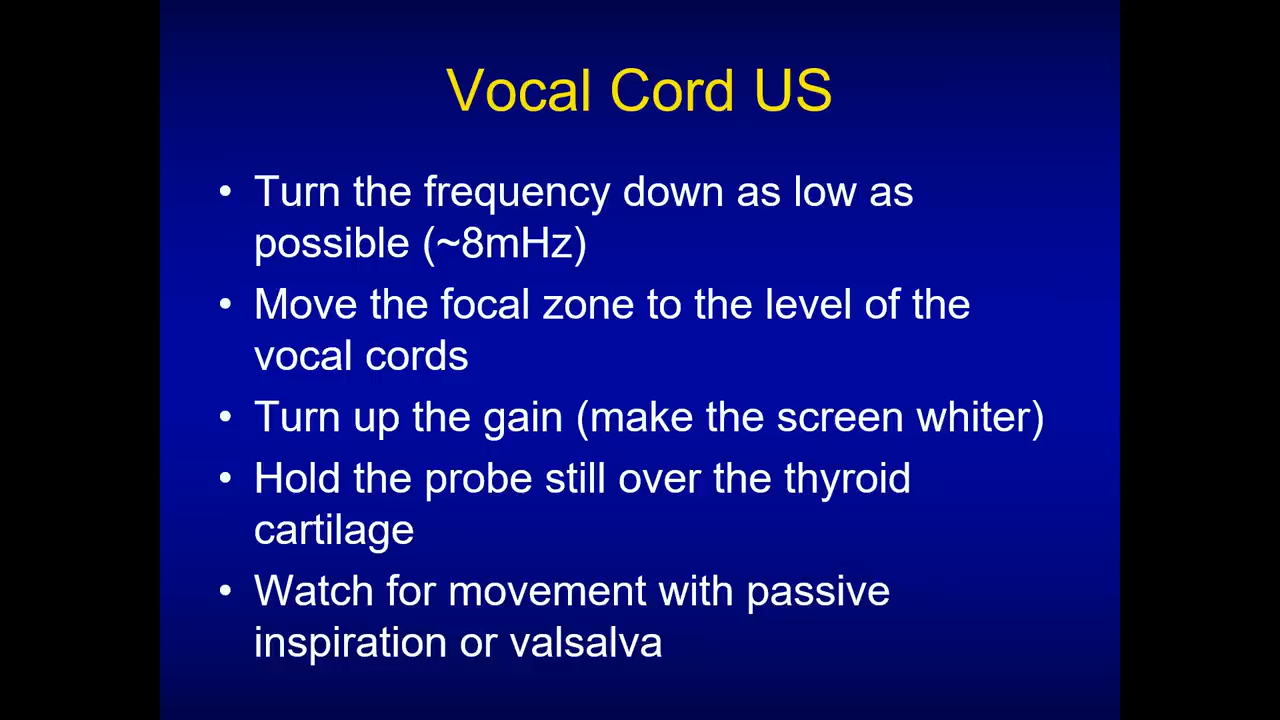 Vocal Cord US
• Turn the frequency down as low as
possible (~8mHz)
• Move the focal zone to the level of the
vocal cords
• Turn up the gain (make the screen whiter)
• Hold the probe still over the thyroid
cartilage
• Watch for movement with passive
inspiration or valsalva